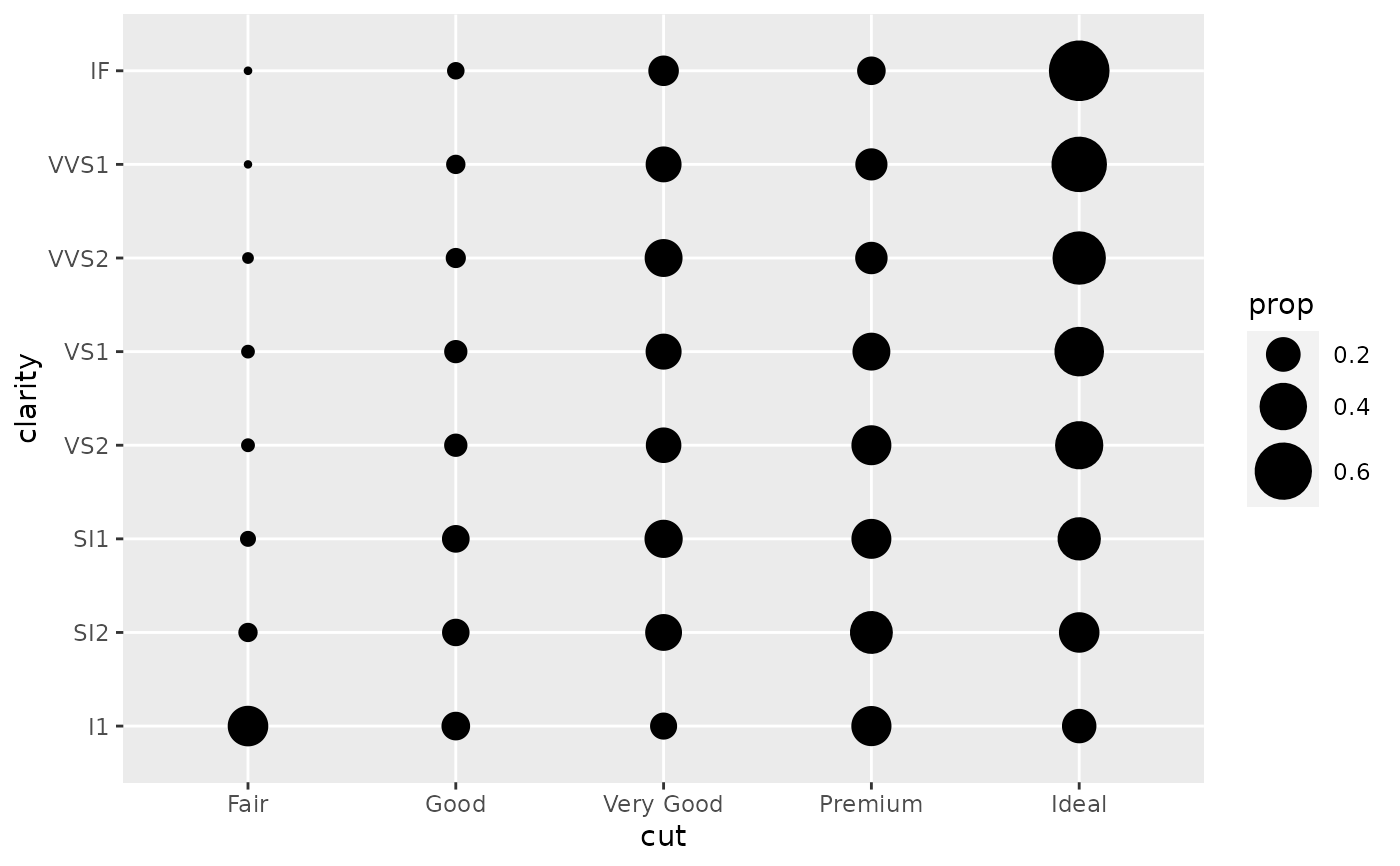 IF
VVS1
VVS2
VS1
VS2
SI1
SI2
I1
clarity
Fair Good Very Good Premium Ideal
cut
prop
0.2
0.4
0.6